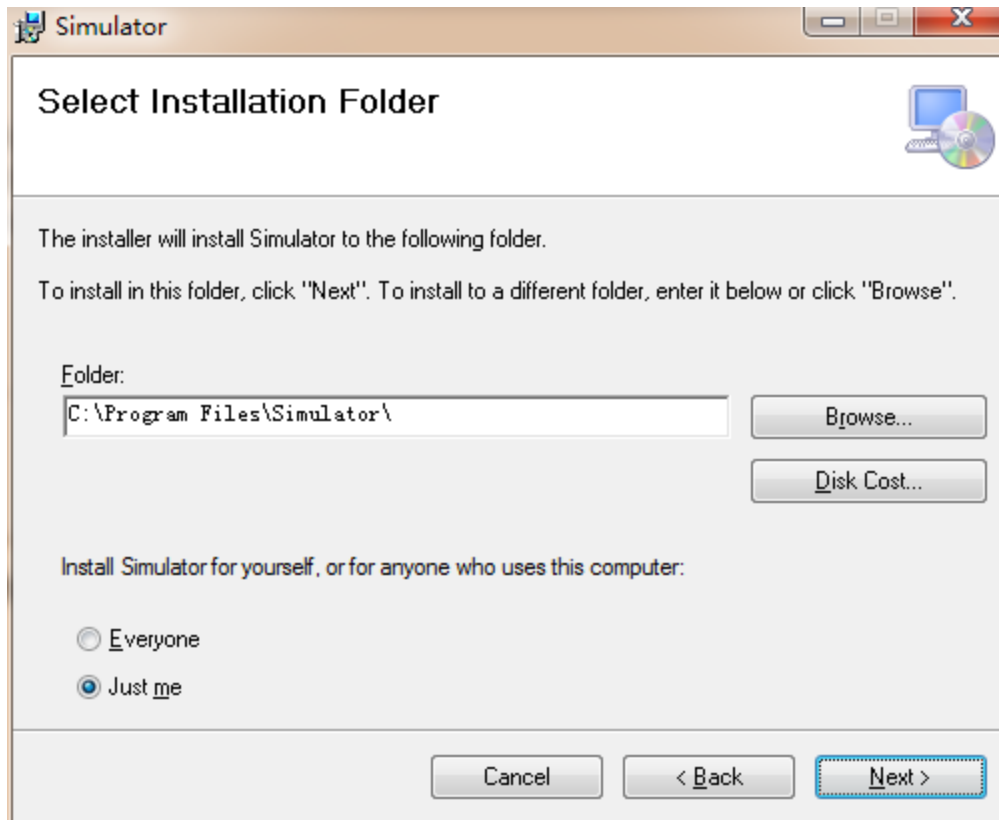 Simulator
Select Installation Folder
The installer will install Simulator to the following folder.
To install in this folder, click "Next". To install to a different folder, enter it below or click "Browse".
Folder:
C:\Program Files\Simulator\
Browse...
Disk Cost...
Install Simulator for yourself, or for anyone who uses this computer:
Everyone
Just me
Cancel
< Back
Next >